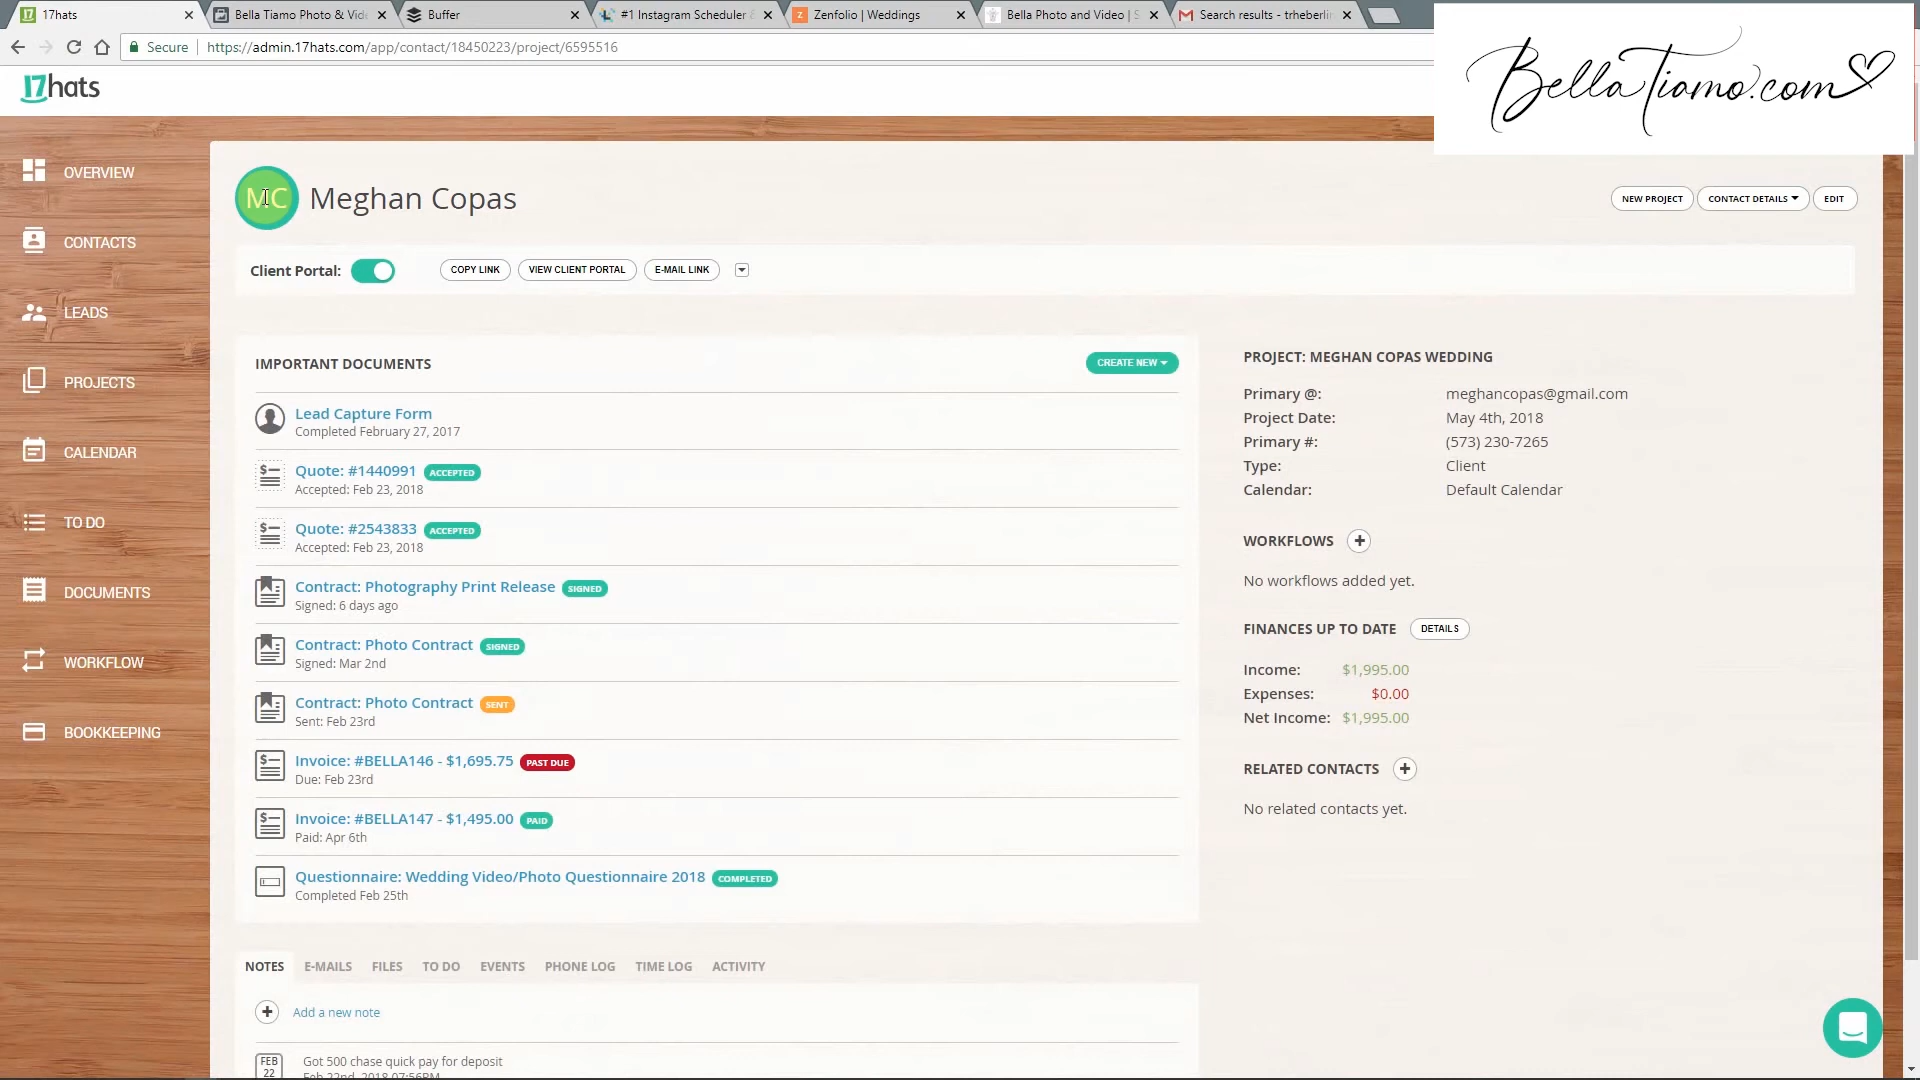 17hats
Bella Tiamo Photo & Vide
Buffer
#1 Instagram Scheduler
Zenfolio | Weddings
Bella Photo and Video | S
Search results - trheberlin
Secure
https://admin.17hats.com/app/contact/18450223/project/6595516
BellaTiamo.com
17hats
OVERVIEW
CONTACTS
LEADS
PROJECTS
CALENDAR
TO DO
DOCUMENTS
WORKFLOW
BOOKKEEPING
MC
Meghan Copas
NEW PROJECT
CONTACT DETAILS
EDIT
Client Portal:
COPY LINK
VIEW CLIENT PORTAL
E-MAIL LINK
IMPORTANT DOCUMENTS
CREATE NEW
Lead Capture Form
Completed February 27, 2017
Quote: #1440991 ACCEPTED
Accepted: Feb 23, 2018
Quote: #2543833 ACCEPTED
Accepted: Feb 23, 2018
Contract: Photography Print Release SIGNED
Signed: 6 days ago
Contract: Photo Contract SIGNED
Signed: Mar 2nd
Contract: Photo Contract SENT
Sent: Feb 23rd
Invoice: #BELLA146 - $1,695.75 PAST DUE
Due: Feb 23rd
Invoice: #BELLA147 - $1,495.00 PAID
Paid: Apr 6th
Questionnaire: Wedding Video/Photo Questionnaire 2018 COMPLETED
Completed Feb 25th
PROJECT: MEGHAN COPAS WEDDING
Primary @: meghancopas@gmail.com
Project Date: May 4th, 2018
Primary #: (573) 230-7265
Type: Client
Calendar: Default Calendar
WORKFLOWS
No workflows added yet.
FINANCES UP TO DATE DETAILS
Income: $1,995.00
Expenses: $0.00
Net Income: $1,995.00
RELATED CONTACTS
No related contacts yet.
NOTES E-MAILS FILES TO DO EVENTS PHONE LOG TIME LOG ACTIVITY
Add a new note
FEB
22
Got 500 chase quick pay for deposit
Feb 22nd, 2018 07:56PM